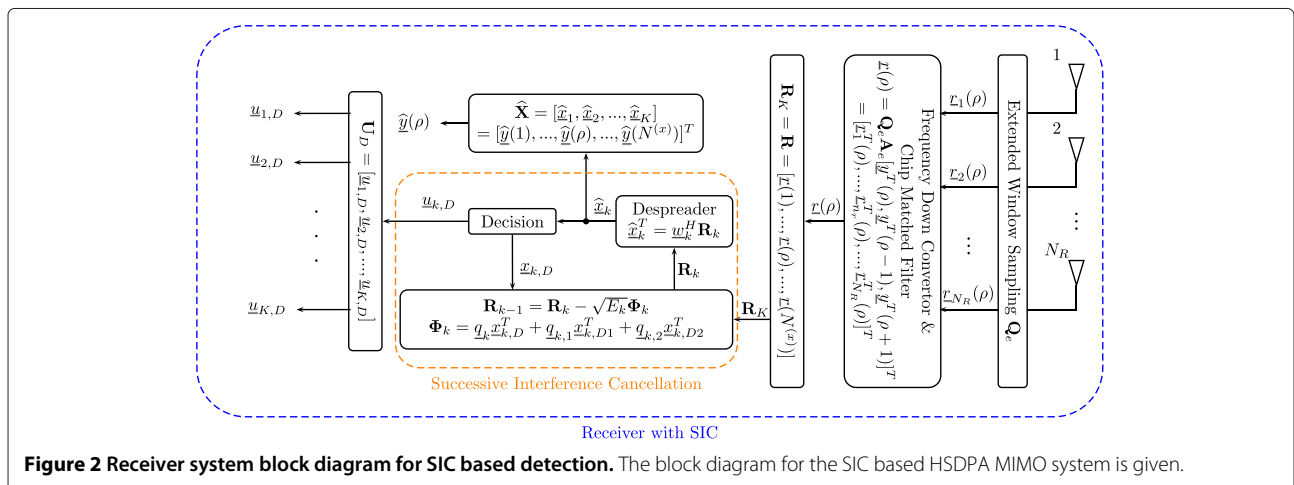 1
2
...
N_R
Extended Window Sampling Q_e
r_1(ρ)
r_2(ρ)
...
r_{N_R}(ρ)
Frequency Down Convertor &
Chip Matched Filter
r(ρ) = Q_e A_e [y^T(ρ), y^T(ρ − 1), y^T(ρ + 1)]^T
= [r_1^T(ρ), ..., r_{n_r}^T(ρ), ..., r_{N_R}^T(ρ)]^T
r(ρ)
R_K = R = [r(1), ..., r(ρ), ..., r(N^{(x)})]
R_K
X̂ = [x̂_1, x̂_2, ..., x̂_K]
= [ŷ(1), ..., ŷ(ρ), ..., ŷ(N^{(x)})]^T
ŷ(ρ)
Despreader
x̂_k^T = w_k^H R_k
x̂_k
Decision
u_{k,D}
x_{k,D}
R_k
R_{k−1} = R_k − √E_k Φ_k
Φ_k = q_k x_{k,D}^T + q_{k,1} x_{k,D1}^T + q_{k,2} x_{k,D2}^T
Successive Interference Cancellation
U_D = [u_{1,D}, u_{2,D}, ..., u_{K,D}]
u_{1,D}
u_{2,D}
. . . .
u_{K,D}
Receiver with SIC
Figure 2 Receiver system block diagram for SIC based detection. The block diagram for the SIC based HSDPA MIMO system is given.